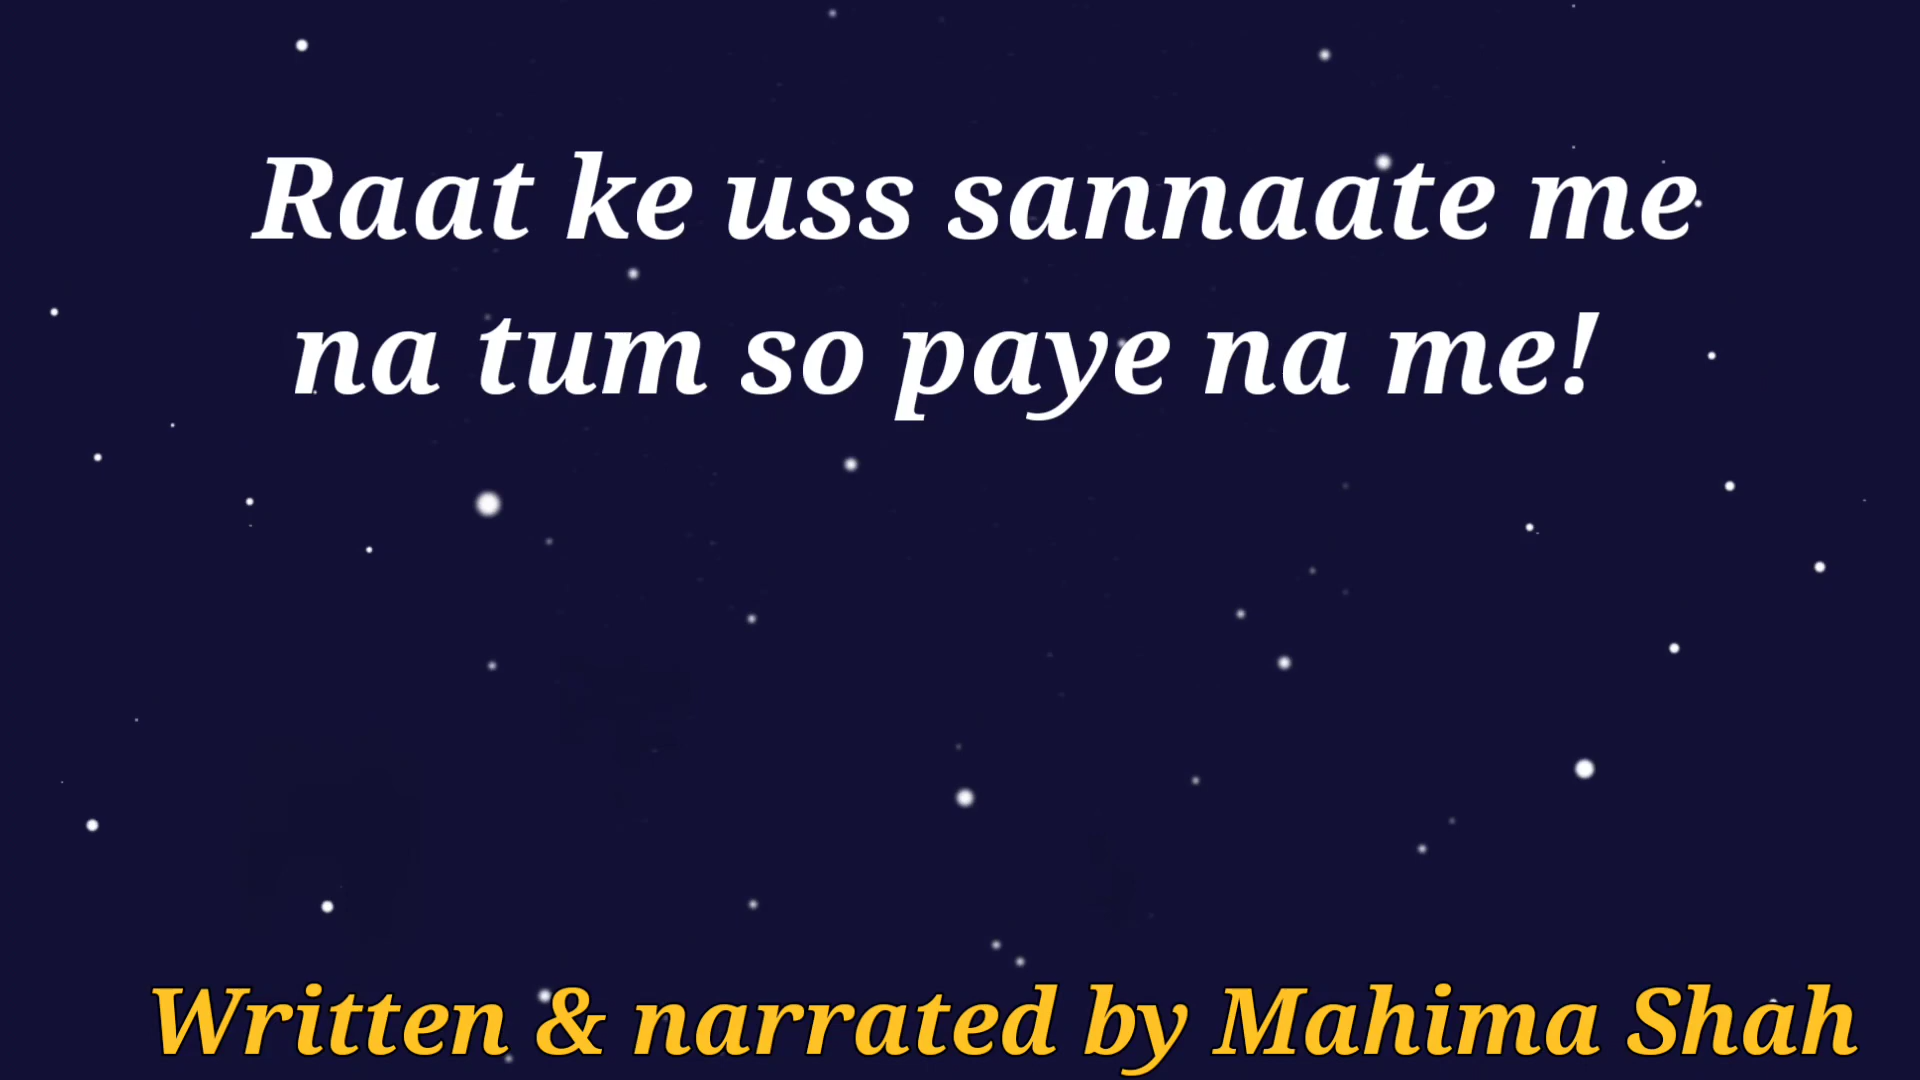 Raat ke uss sannaate me
na tum so paye na me!
Written & narrated by Mahima Shah